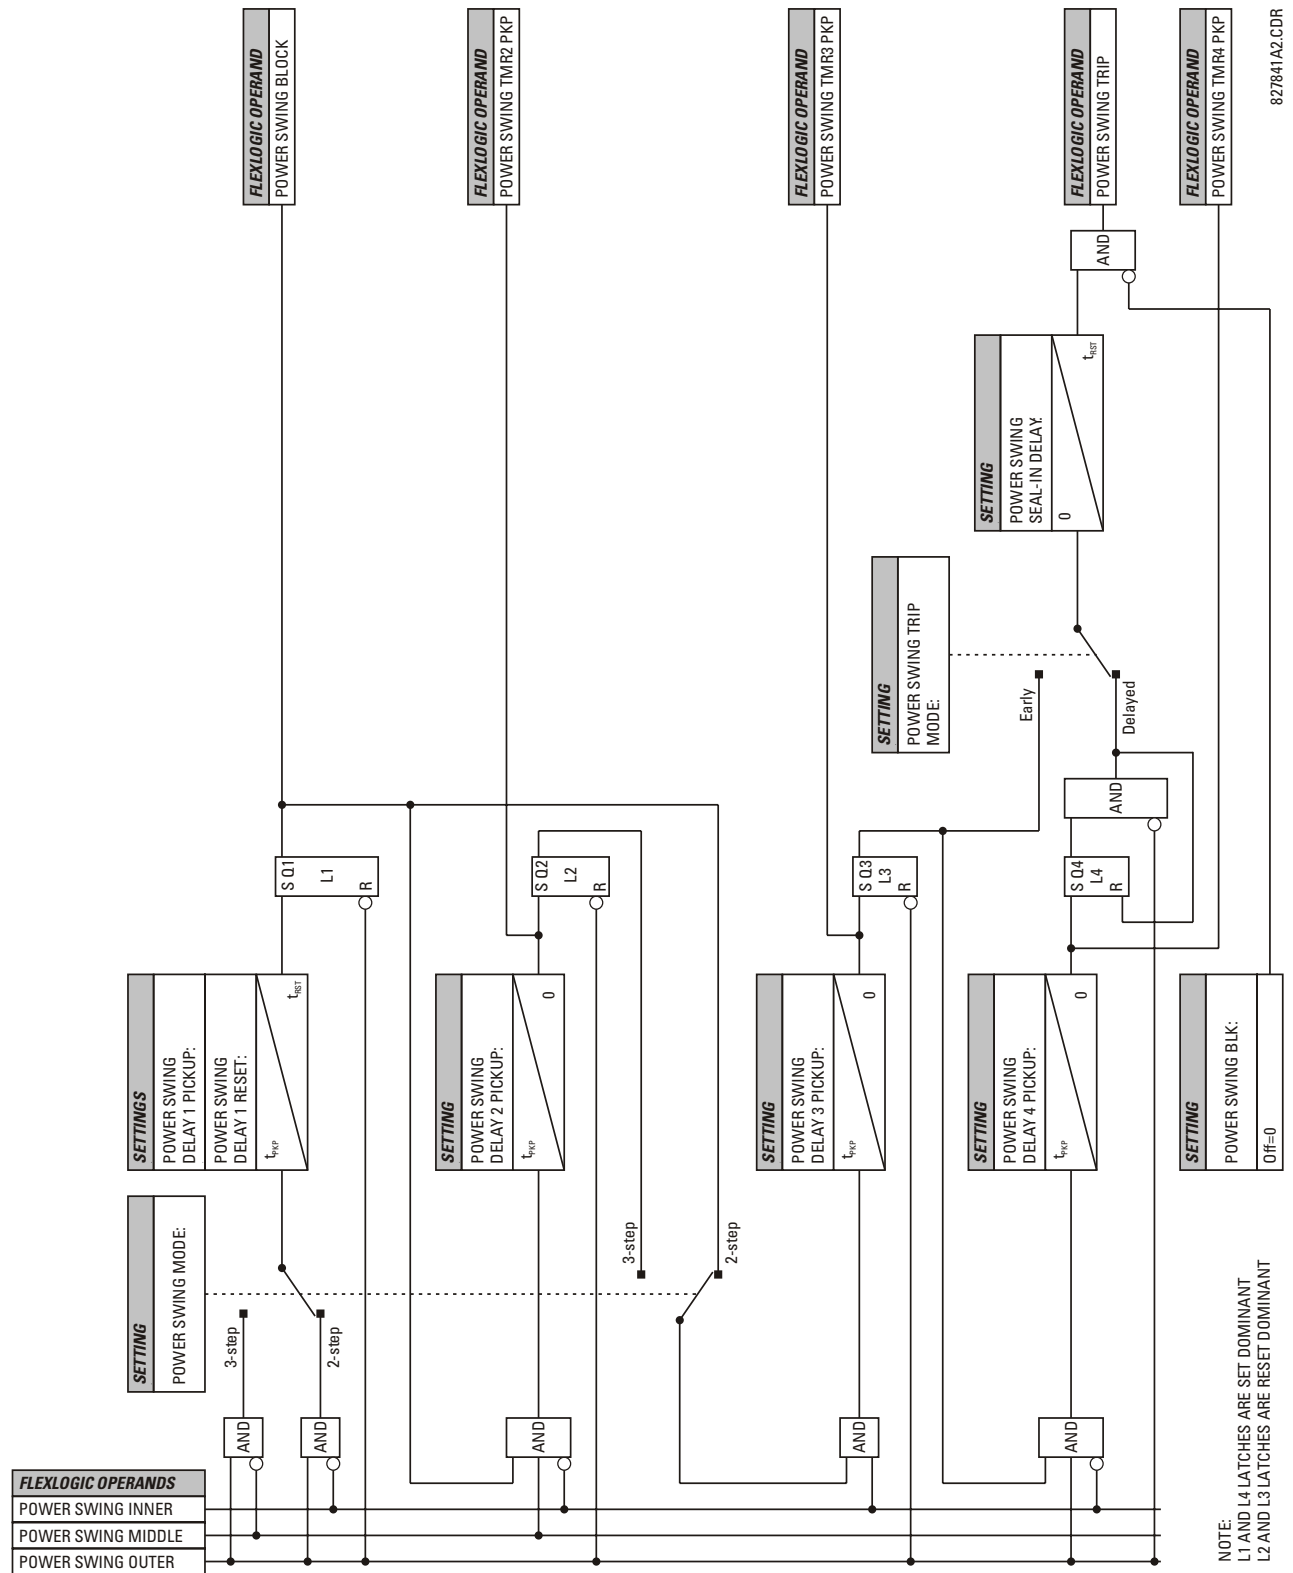 FLEXLOGIC OPERANDS
POWER SWING INNER
POWER SWING MIDDLE
POWER SWING OUTER
AND
AND
3-step
2-step
SETTING
POWER SWING MODE:
SETTINGS
POWER SWING
DELAY 1 PICKUP:
POWER SWING
DELAY 1 RESET:
tPKP
tRST
S Q1
L1
R
FLEXLOGIC OPERAND
POWER SWING BLOCK
AND
SETTING
POWER SWING
DELAY 2 PICKUP:
tPKP
0
S Q2
L2
R
3-step
2-step
FLEXLOGIC OPERAND
POWER SWING TMR2 PKP
AND
SETTING
POWER SWING
DELAY 3 PICKUP:
tPKP
0
S Q3
L3
R
FLEXLOGIC OPERAND
POWER SWING TMR3 PKP
SETTING
POWER SWING TRIP
MODE:
Early
Delayed
AND
SETTING
POWER SWING
DELAY 4 PICKUP:
tPKP
0
S Q4
L4
R
AND
SETTING
POWER SWING
SEAL-IN DELAY:
0
tRST
AND
FLEXLOGIC OPERAND
POWER SWING TRIP
FLEXLOGIC OPERAND
POWER SWING TMR4 PKP
SETTING
POWER SWING BLK:
Off=0
NOTE:
L1 AND L4 LATCHES ARE SET DOMINANT
L2 AND L3 LATCHES ARE RESET DOMINANT
827841A2.CDR